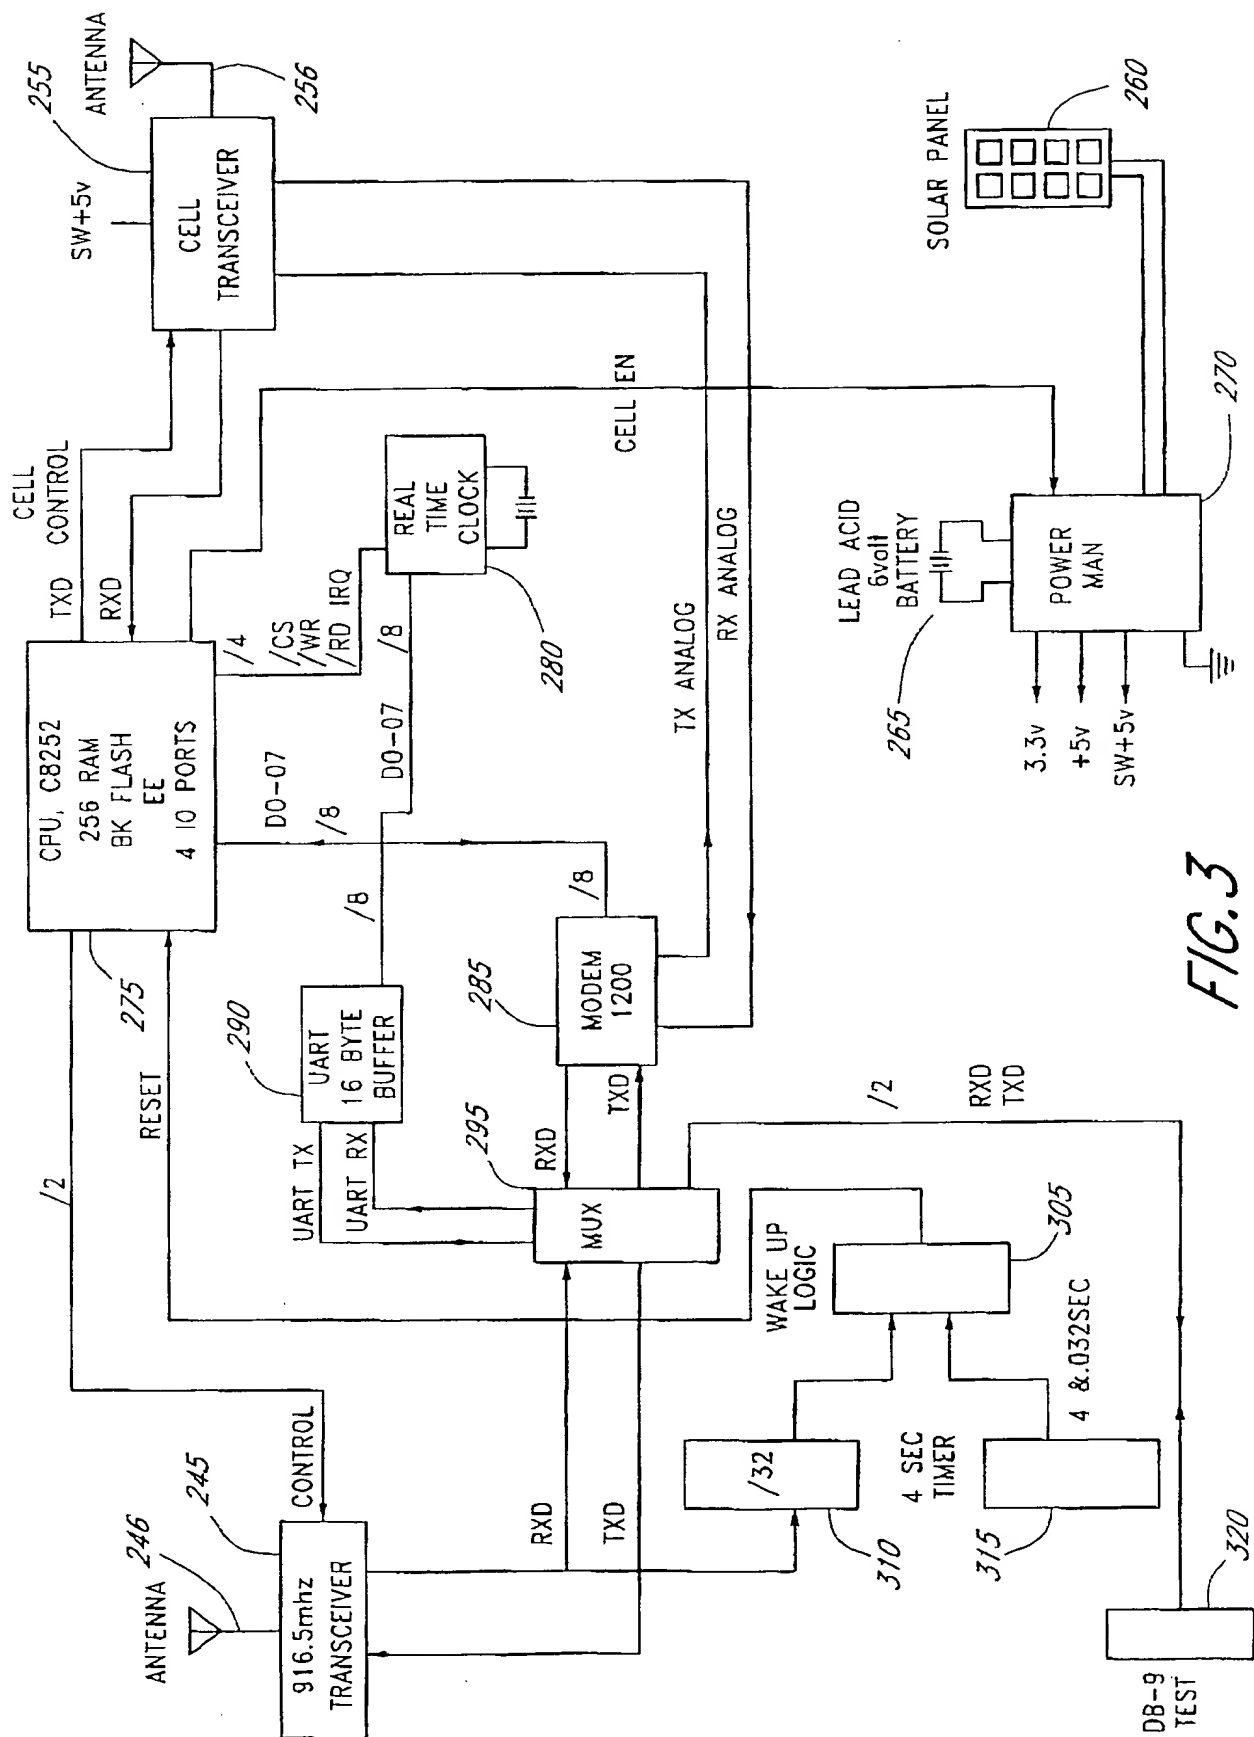 ANTENNA
246
245
916.5mhz
TRANSCEIVER
CONTROL
/2
RESET
275
CPU, C8252
256 RAM
8K FLASH
EE
4 IO PORTS
TXD
RXD
CELL
CONTROL
SW+5v
255
ANTENNA
256
CELL
TRANSCEIVER
/4
/CS
/WR
/RD IRQ
REAL
TIME
CLOCK
280
D0-07
/8
D0-07
/8
/8
/8
290
UART
16 BYTE
BUFFER
UART TX
UART RX
285
MODEM
1200
RXD
TXD
295
MUX
RXD
TXD
TX ANALOG
RX ANALOG
CELL EN
WAKE UP
LOGIC
305
/32
310
4 SEC
TIMER
315
4 &.032SEC
/2
RXD
TXD
DB-9
TEST
320
LEAD ACID
6volt
BATTERY
265
3.3v
+5v
SW+5v
POWER
MAN
270
SOLAR PANEL
260
FIG.3